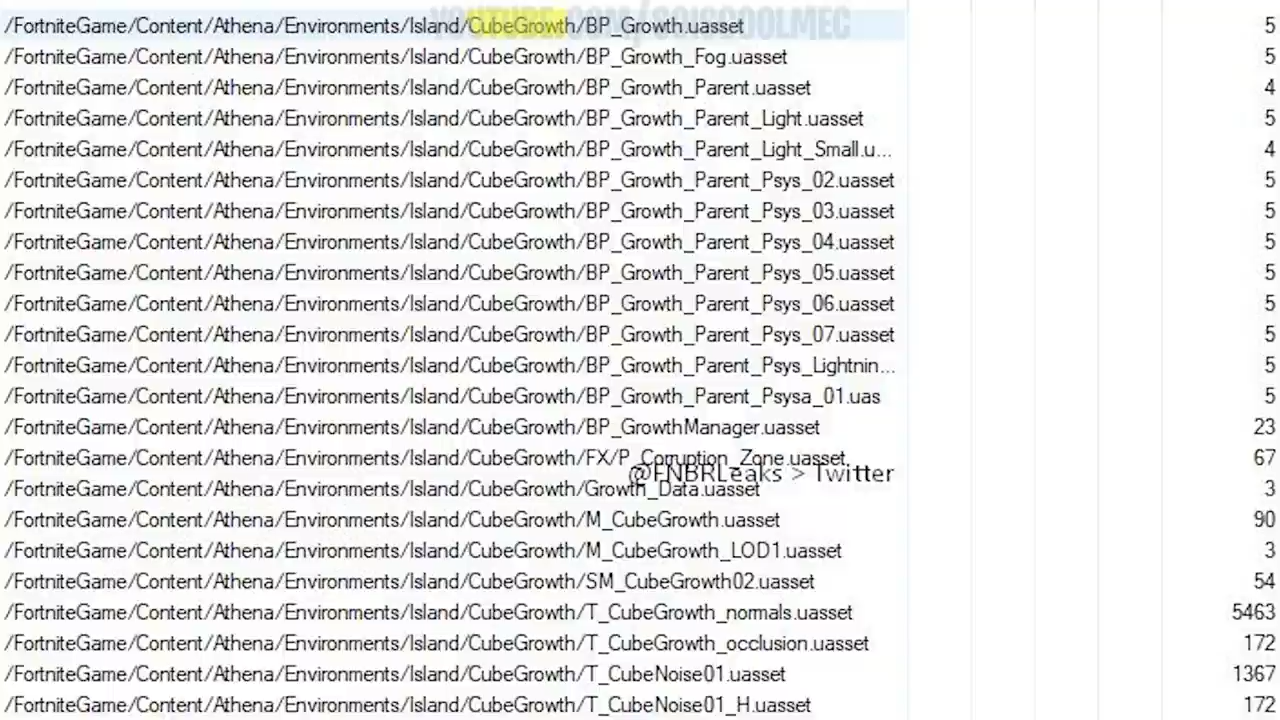 YOUTUBE.COM/COISCOOLMEC
/FortniteGame/Content/Athena/Environments/Island/CubeGrowth/BP_Growth.uasset 5
/FortniteGame/Content/Athena/Environments/Island/CubeGrowth/BP_Growth_Fog.uasset 5
/FortniteGame/Content/Athena/Environments/Island/CubeGrowth/BP_Growth_Parent.uasset 4
/FortniteGame/Content/Athena/Environments/Island/CubeGrowth/BP_Growth_Parent_Light.uasset 5
/FortniteGame/Content/Athena/Environments/Island/CubeGrowth/BP_Growth_Parent_Light_Small.u... 4
/FortniteGame/Content/Athena/Environments/Island/CubeGrowth/BP_Growth_Parent_Psys_02.uasset 5
/FortniteGame/Content/Athena/Environments/Island/CubeGrowth/BP_Growth_Parent_Psys_03.uasset 5
/FortniteGame/Content/Athena/Environments/Island/CubeGrowth/BP_Growth_Parent_Psys_04.uasset 5
/FortniteGame/Content/Athena/Environments/Island/CubeGrowth/BP_Growth_Parent_Psys_05.uasset 5
/FortniteGame/Content/Athena/Environments/Island/CubeGrowth/BP_Growth_Parent_Psys_06.uasset 5
/FortniteGame/Content/Athena/Environments/Island/CubeGrowth/BP_Growth_Parent_Psys_07.uasset 5
/FortniteGame/Content/Athena/Environments/Island/CubeGrowth/BP_Growth_Parent_Psys_Lightnin... 5
/FortniteGame/Content/Athena/Environments/Island/CubeGrowth/BP_Growth_Parent_Psysa_01.uas 5
/FortniteGame/Content/Athena/Environments/Island/CubeGrowth/BP_GrowthManager.uasset 23
/FortniteGame/Content/Athena/Environments/Island/CubeGrowth/FX/P_Corruption_Zone.uasset 67
@FNBRLeaks > Twitter
/FortniteGame/Content/Athena/Environments/Island/CubeGrowth/Growth_Data.uasset 3
/FortniteGame/Content/Athena/Environments/Island/CubeGrowth/M_CubeGrowth.uasset 90
/FortniteGame/Content/Athena/Environments/Island/CubeGrowth/M_CubeGrowth_LOD1.uasset 3
/FortniteGame/Content/Athena/Environments/Island/CubeGrowth/SM_CubeGrowth02.uasset 54
/FortniteGame/Content/Athena/Environments/Island/CubeGrowth/T_CubeGrowth_normals.uasset 5463
/FortniteGame/Content/Athena/Environments/Island/CubeGrowth/T_CubeGrowth_occlusion.uasset 172
/FortniteGame/Content/Athena/Environments/Island/CubeGrowth/T_CubeNoise01.uasset 1367
/FortniteGame/Content/Athena/Environments/Island/CubeGrowth/T_CubeNoise01_H.uasset 172